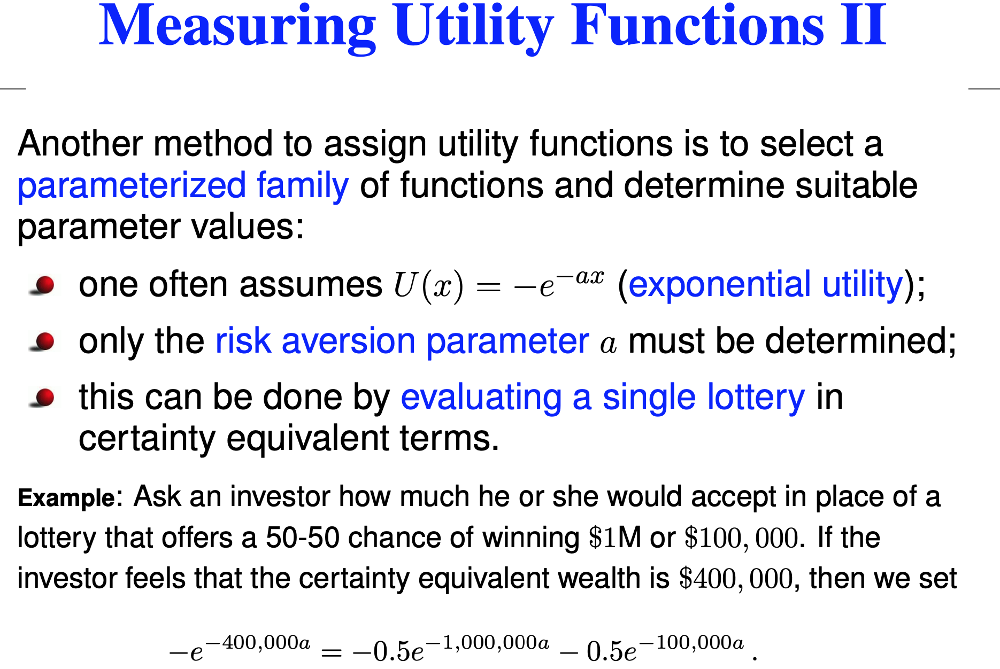 Measuring Utility Functions II
Another method to assign utility functions is to select a
parameterized family of functions and determine suitable
parameter values:
one often assumes U(x) = −e^{−ax} (exponential utility);
only the risk aversion parameter a must be determined;
this can be done by evaluating a single lottery in
certainty equivalent terms.
Example: Ask an investor how much he or she would accept in place of a
lottery that offers a 50-50 chance of winning $1M or $100, 000. If the
investor feels that the certainty equivalent wealth is $400, 000, then we set
−e^{−400,000a} = −0.5e^{−1,000,000a} − 0.5e^{−100,000a} .